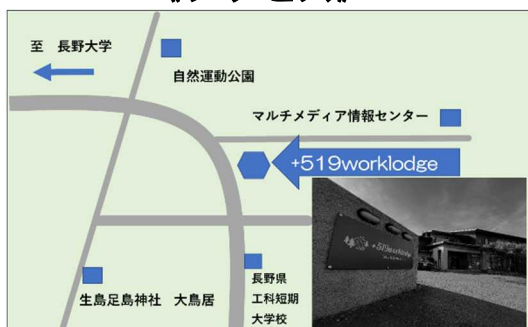 至　長野大学
自然運動公園
マルチメディア情報センター
+519worklodge
+519worklodge
生島足島神社　大鳥居
長野県
工科短期
大学校